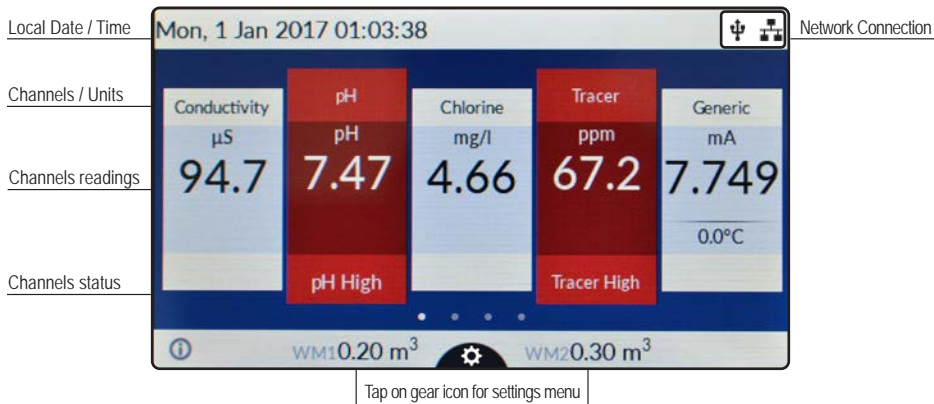 Local Date / Time
Mon, 1 Jan 2017 01:03:38
Network Connection
Channels / Units
Conductivity
µS
pH
pH
Chlorine
mg/l
Tracer
ppm
Generic
mA
Channels readings
94.7
7.47
4.66
67.2
7.749
0.0°C
Channels status
pH High
Tracer High
WM1 0.20 m³
WM2 0.30 m³
Tap on gear icon for settings menu